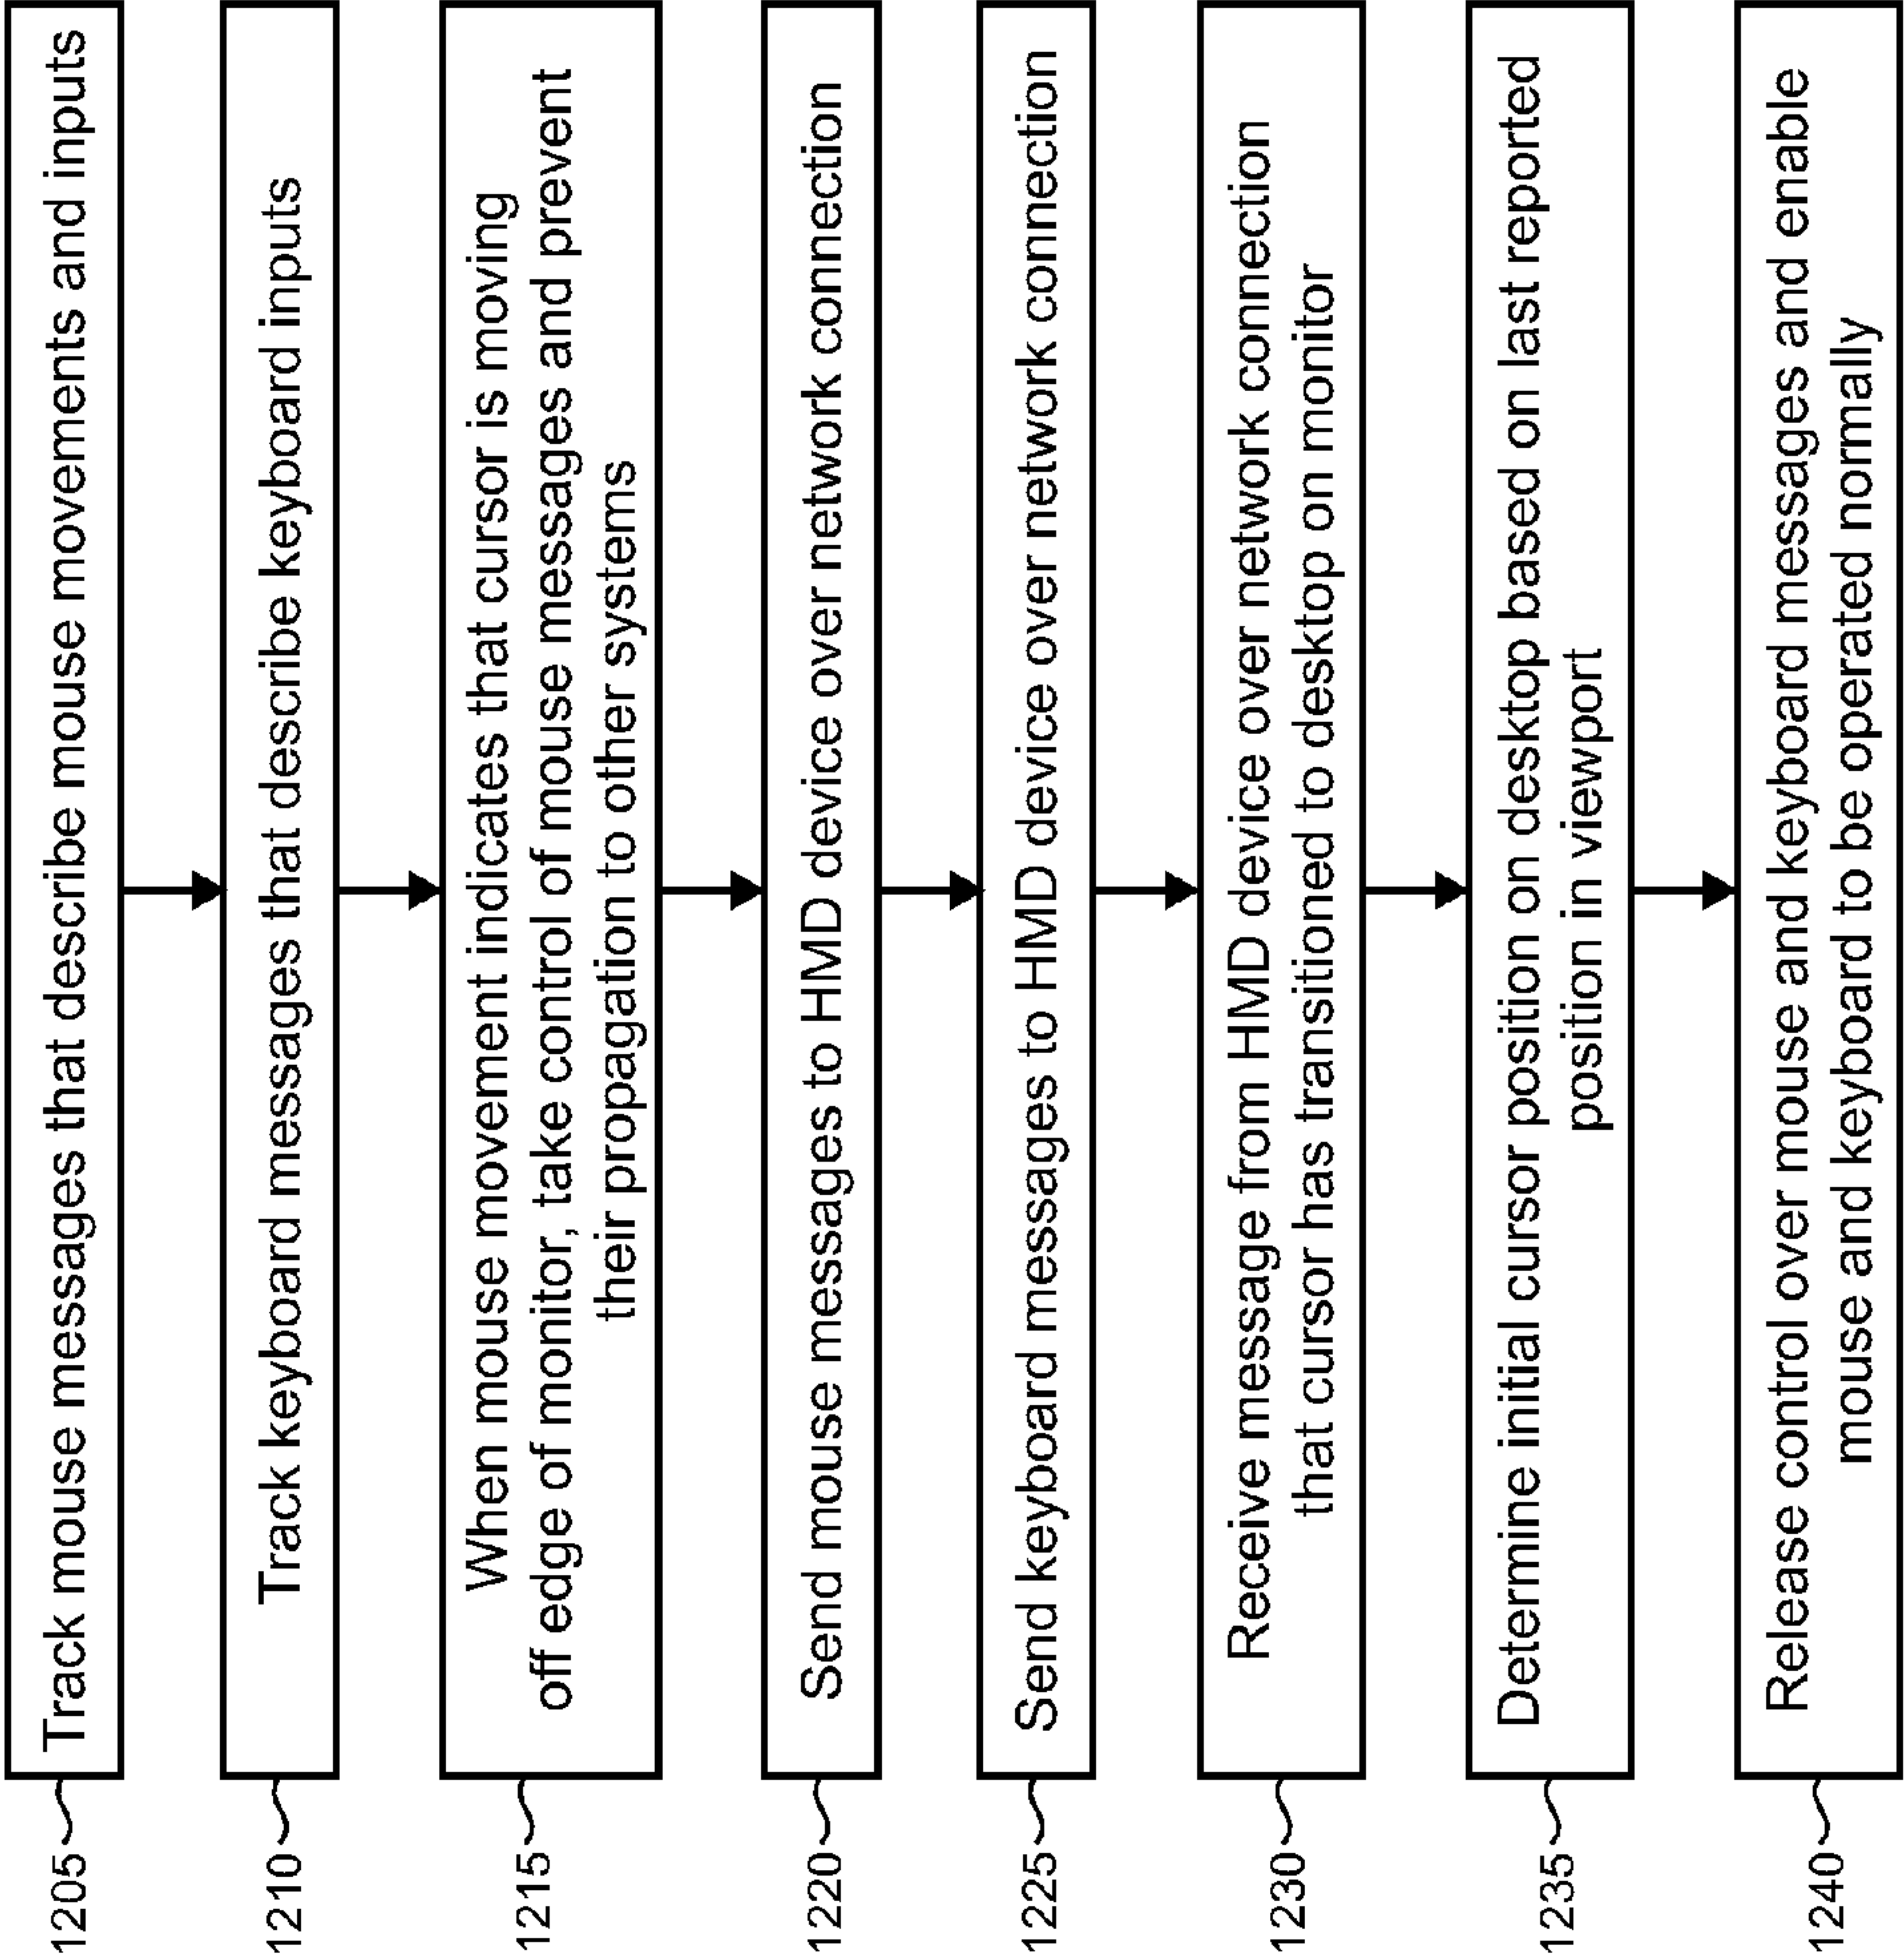 1205
Track mouse messages that describe mouse movements and inputs
1210
Track keyboard messages that describe keyboard inputs
1215
When mouse movement indicates that cursor is moving
off edge of monitor, take control of mouse messages and prevent
their propagation to other systems
1220
Send mouse messages to HMD device over network connection
1225
Send keyboard messages to HMD device over network connection
1230
Receive message from HMD device over network connection
that cursor has transitioned to desktop on monitor
1235
Determine initial cursor position on desktop based on last reported
position in viewport
1240
Release control over mouse and keyboard messages and enable
mouse and keyboard to be operated normally